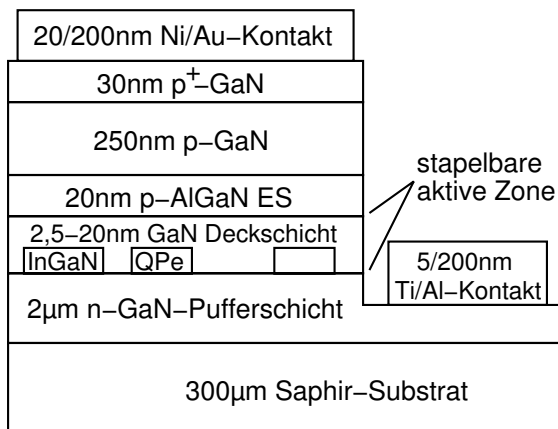 20/200nm Ni/Au−Kontakt
30nm p⁺−GaN
250nm p−GaN
stapelbare
aktive Zone
20nm p−AlGaN ES
2,5−20nm GaN Deckschicht
InGaN QPe
5/200nm
Ti/Al−Kontakt
2µm n−GaN−Pufferschicht
300µm Saphir−Substrat